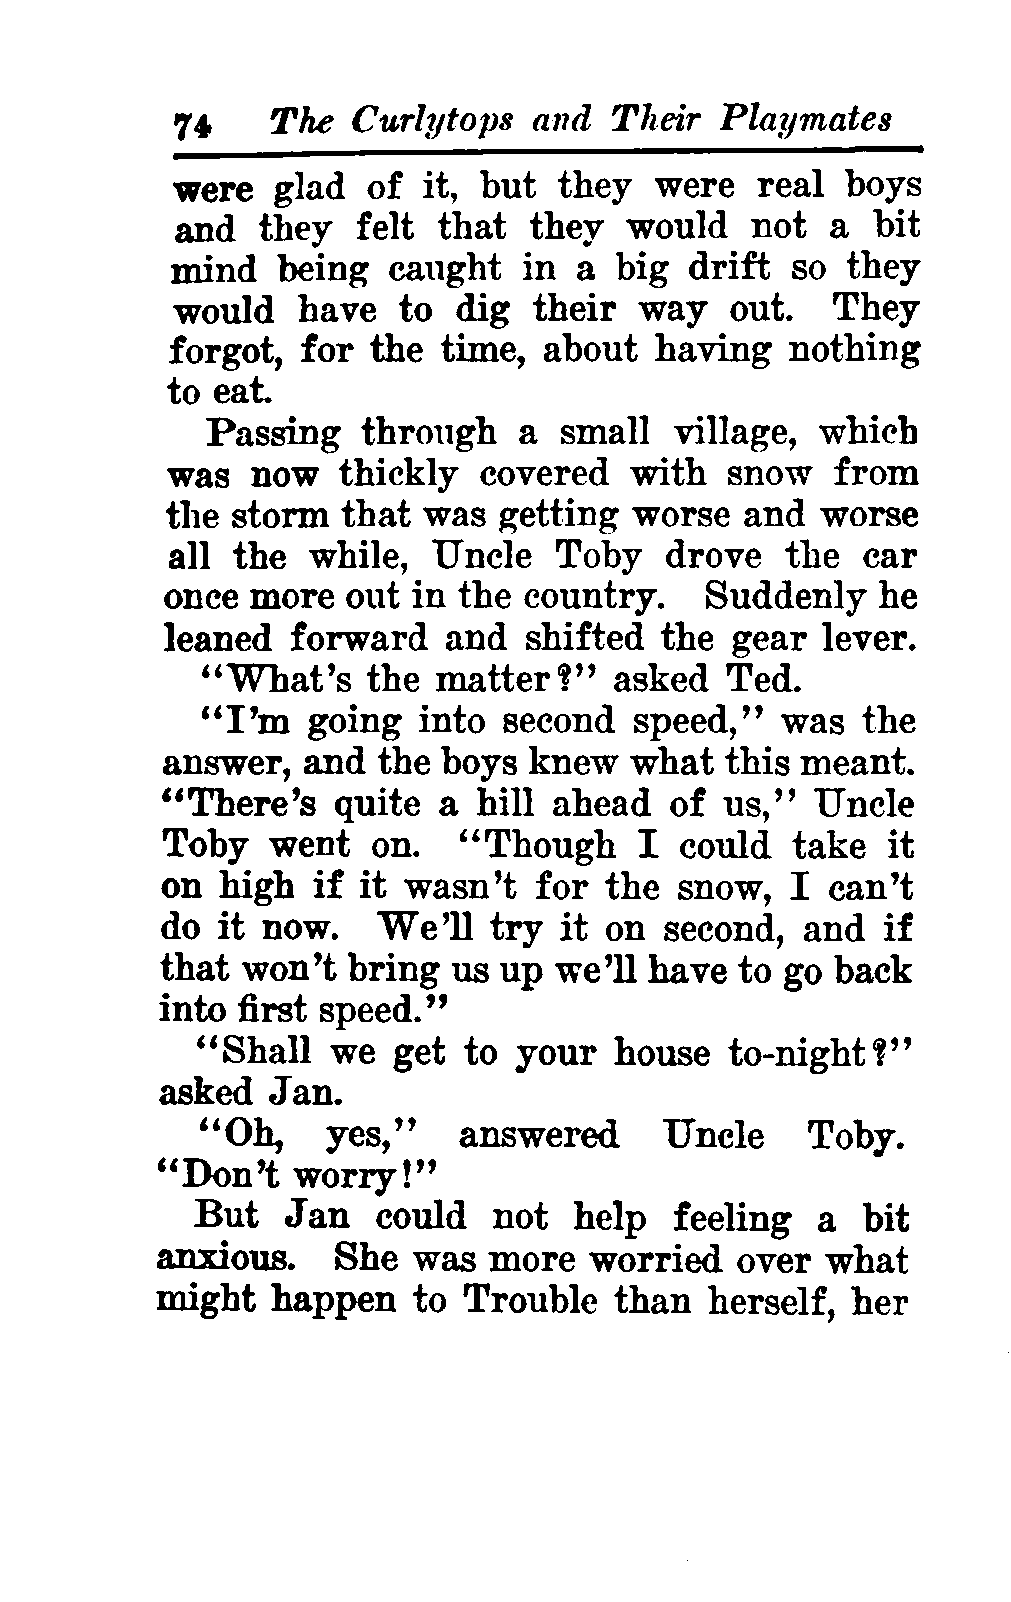 74 The Curlytops and Their Playmates
were glad of it, but they were real boys
and they felt that they would not a bit
mind being caught in a big drift so they
would have to dig their way out. They
forgot, for the time, about having nothing
to eat.
Passing through a small village, which
was now thickly covered with snow from
the storm that was getting worse and worse
all the while, Uncle Toby drove the car
once more out in the country. Suddenly he
leaned forward and shifted the gear lever.
"What's the matter?" asked Ted.
"I'm going into second speed," was the
answer, and the boys knew what this meant.
"There's quite a hill ahead of us," Uncle
Toby went on. "Though I could take it
on high if it wasn't for the snow, I can't
do it now. We'll try it on second, and if
that won't bring us up we'll have to go back
into first speed."
"Shall we get to your house to-night?"
asked Jan.
"Oh, yes," answered Uncle Toby.
"Don't worry!"
But Jan could not help feeling a bit
anxious. She was more worried over what
might happen to Trouble than herself, her